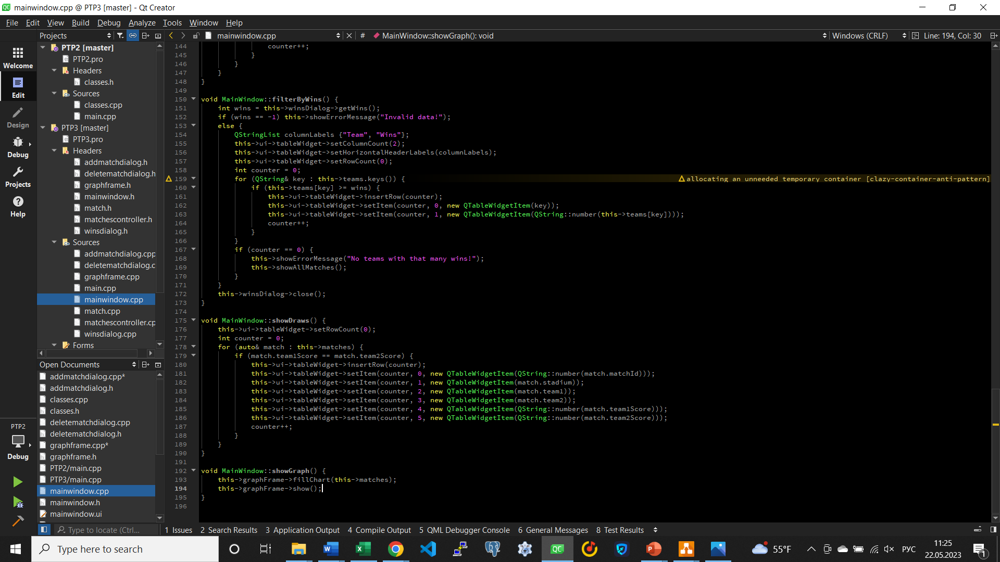 mainwindow.cpp @ PTP3 [master] - Qt Creator
File Edit View Build Debug Analyze Tools Window Help
Projects
mainwindow.cpp
#
MainWindow::showGraph(): void
Windows (CRLF)
Line: 194, Col: 30
Welcome
Edit
Design
Debug
Projects
Help
PTP2
Debug
PTP2 [master]
PTP2.pro
Headers
classes.h
Sources
classes.cpp
main.cpp
PTP3 [master]
PTP3.pro
Headers
addmatchdialog.h
deletematchdialog.h
graphframe.h
mainwindow.h
match.h
matchescontroller.h
winsdialog.h
Sources
addmatchdialog.cpp
deletematchdialog.c
graphframe.cpp
main.cpp
mainwindow.cpp
match.cpp
matchescontroller.cp
winsdialog.cpp
Forms
Open Documents
addmatchdialog.cpp*
addmatchdialog.h
classes.cpp
classes.h
deletematchdialog.cpp
deletematchdialog.h
graphframe.cpp*
graphframe.h
PTP2/main.cpp
PTP3/main.cpp
mainwindow.cpp
mainwindow.h
mainwindow.ui
144 counter++;
145 }
146 }
147 }
148 }
149
150 void MainWindow::filterByWins() {
151 int wins = this->winsDialog->getWins();
152 if (wins == -1) this->showErrorMessage("Invalid data!");
153 else {
154 QStringList columnLabels {"Team", "Wins"};
155 this->ui->tableWidget->setColumnCount(2);
156 this->ui->tableWidget->setHorizontalHeaderLabels(columnLabels);
157 this->ui->tableWidget->setRowCount(0);
158 int counter = 0;
159 for (QString& key : this->teams.keys()) { allocating an unneeded temporary container [clazy-container-anti-pattern]
160 if (this->teams[key] >= wins) {
161 this->ui->tableWidget->insertRow(counter);
162 this->ui->tableWidget->setItem(counter, 0, new QTableWidgetItem(key));
163 this->ui->tableWidget->setItem(counter, 1, new QTableWidgetItem(QString::number(this->teams[key])));
164 counter++;
165 }
166 }
167 if (counter == 0) {
168 this->showErrorMessage("No teams with that many wins!");
169 this->showAllMatches();
170 }
171 }
172 this->winsDialog->close();
173 }
174
175 void MainWindow::showDraws() {
176 this->ui->tableWidget->setRowCount(0);
177 int counter = 0;
178 for (auto& match : this->matches) {
179 if (match.team1Score == match.team2Score) {
180 this->ui->tableWidget->insertRow(counter);
181 this->ui->tableWidget->setItem(counter, 0, new QTableWidgetItem(QString::number(match.matchId)));
182 this->ui->tableWidget->setItem(counter, 1, new QTableWidgetItem(match.stadium));
183 this->ui->tableWidget->setItem(counter, 2, new QTableWidgetItem(match.team1));
184 this->ui->tableWidget->setItem(counter, 3, new QTableWidgetItem(match.team2));
185 this->ui->tableWidget->setItem(counter, 4, new QTableWidgetItem(QString::number(match.team1Score)));
186 this->ui->tableWidget->setItem(counter, 5, new QTableWidgetItem(QString::number(match.team2Score)));
187 counter++;
188 }
189 }
190 }
191
192 void MainWindow::showGraph() {
193 this->graphFrame->fillChart(this->matches);
194 this->graphFrame->show();
195 }
196
Type to locate (Ctrl...
1 Issues 2 Search Results 3 Application Output 4 Compile Output 5 QML Debugger Console 6 General Messages 8 Test Results
Type here to search
55°F
РУС
11:25
22.05.2023
1